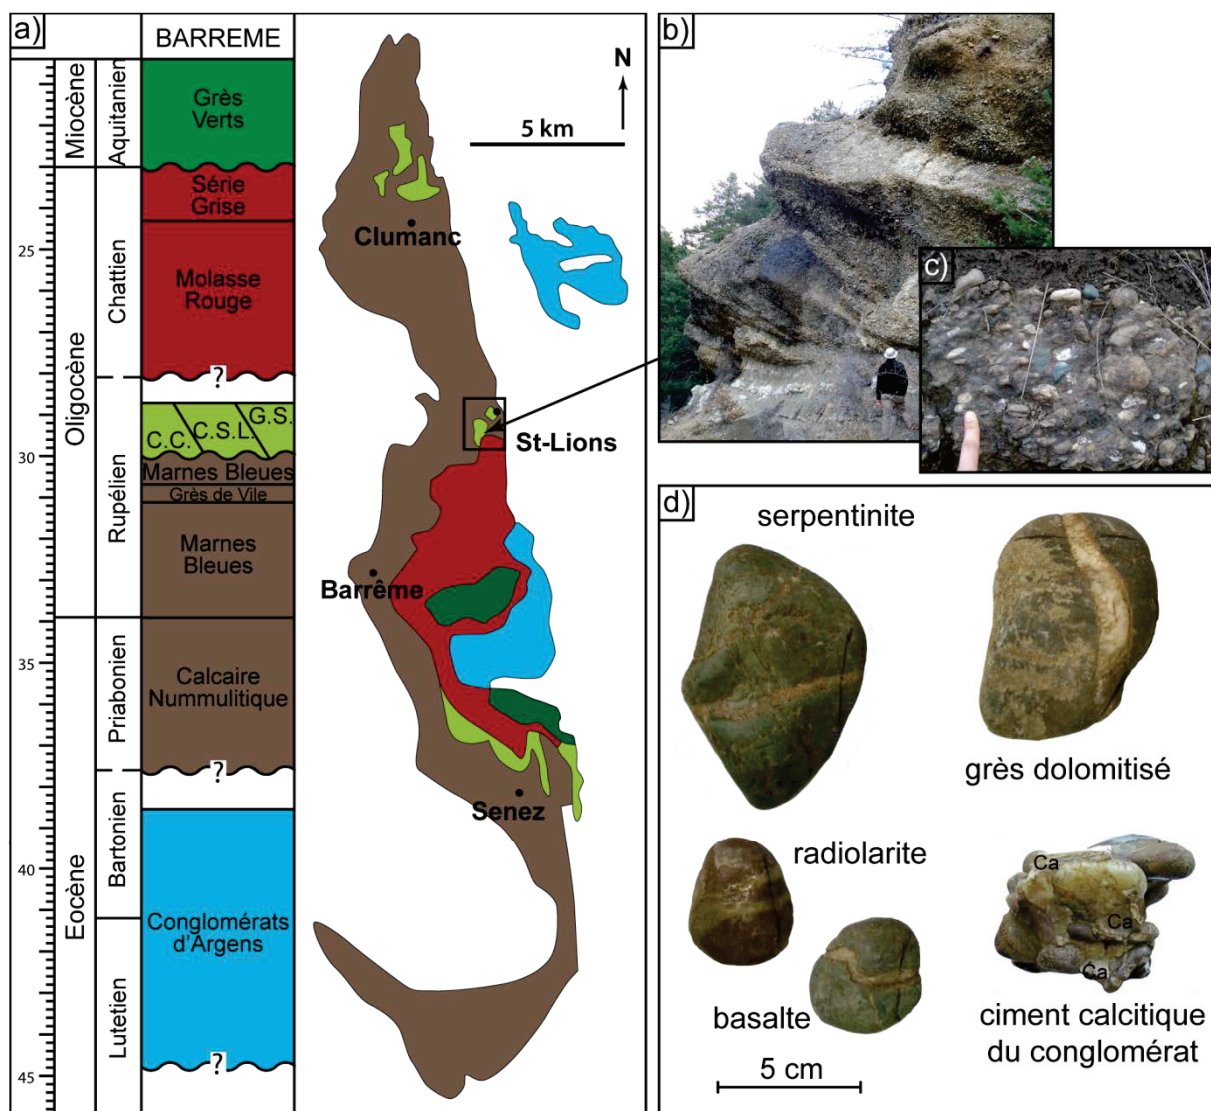 a)
BARREME
Miocène
Aquitanien
Grès
Verts
Oligocène
Chattien
Série
Grise
25
Molasse
Rouge
?
Rupélien
C.C.
C.S.L.
G.S.
30
Marnes Bleues
Grès de Vile
Marnes
Bleues
Eocène
Priabonien
35
Calcaire
Nummulitique
?
Bartonien
40
Conglomérats
d'Argens
Lutetien
?
45
N
5 km
Clumanc
St-Lions
Barrême
Senez
b)
c)
d)
serpentinite
grès dolomitisé
radiolarite
basalte
Ca
Ca
Ca
ciment calcitique
du conglomérat
5 cm